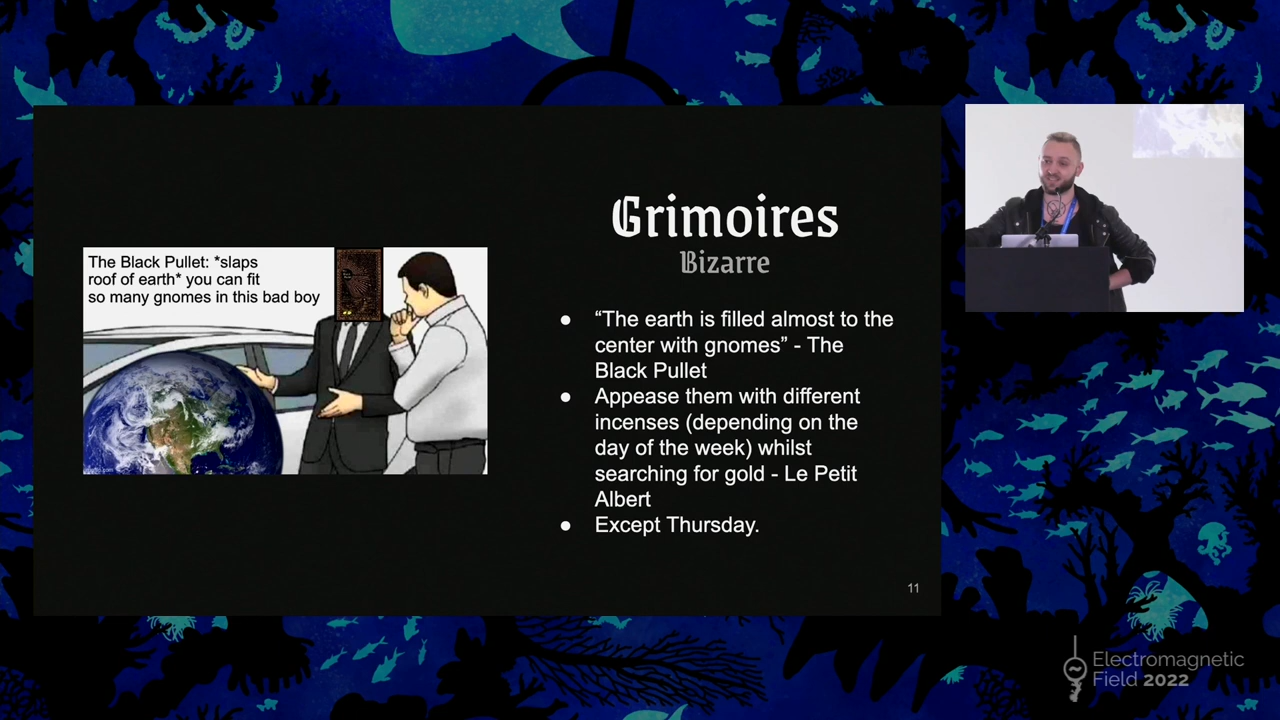 Grimoires
Bizarre
The Black Pullet: *slaps
roof of earth* you can fit
so many gnomes in this bad boy
● “The earth is filled almost to the
center with gnomes” - The
Black Pullet
● Appease them with different
incenses (depending on the
day of the week) whilst
searching for gold - Le Petit
Albert
● Except Thursday.
11
Electromagnetic
Field 2022